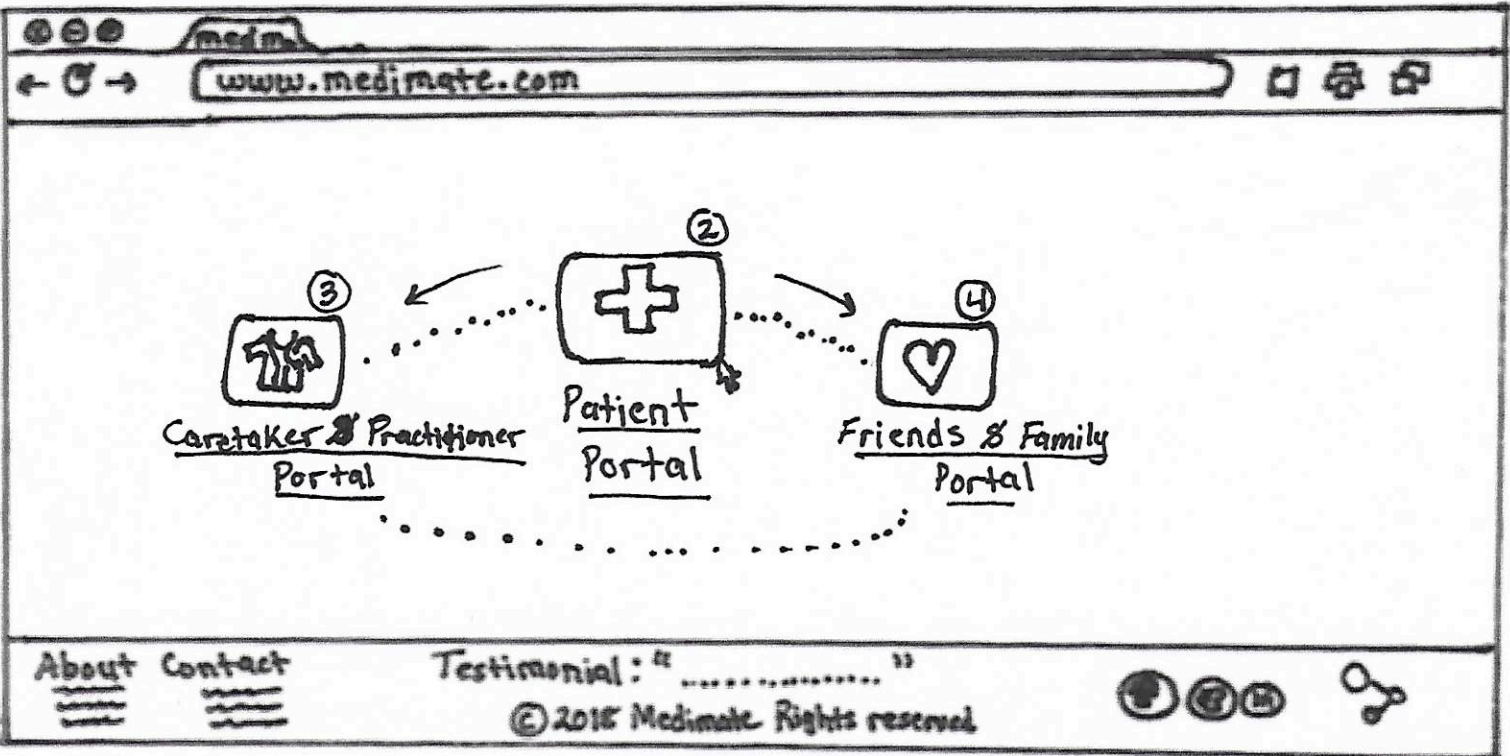 medm
www.medimate.com
2
3
4
Patient
Portal
Caretaker & Practitioner
Portal
Friends & Family
Portal
About Contact
Testimonial: "..............."
© 2015 Medimate Rights reserved